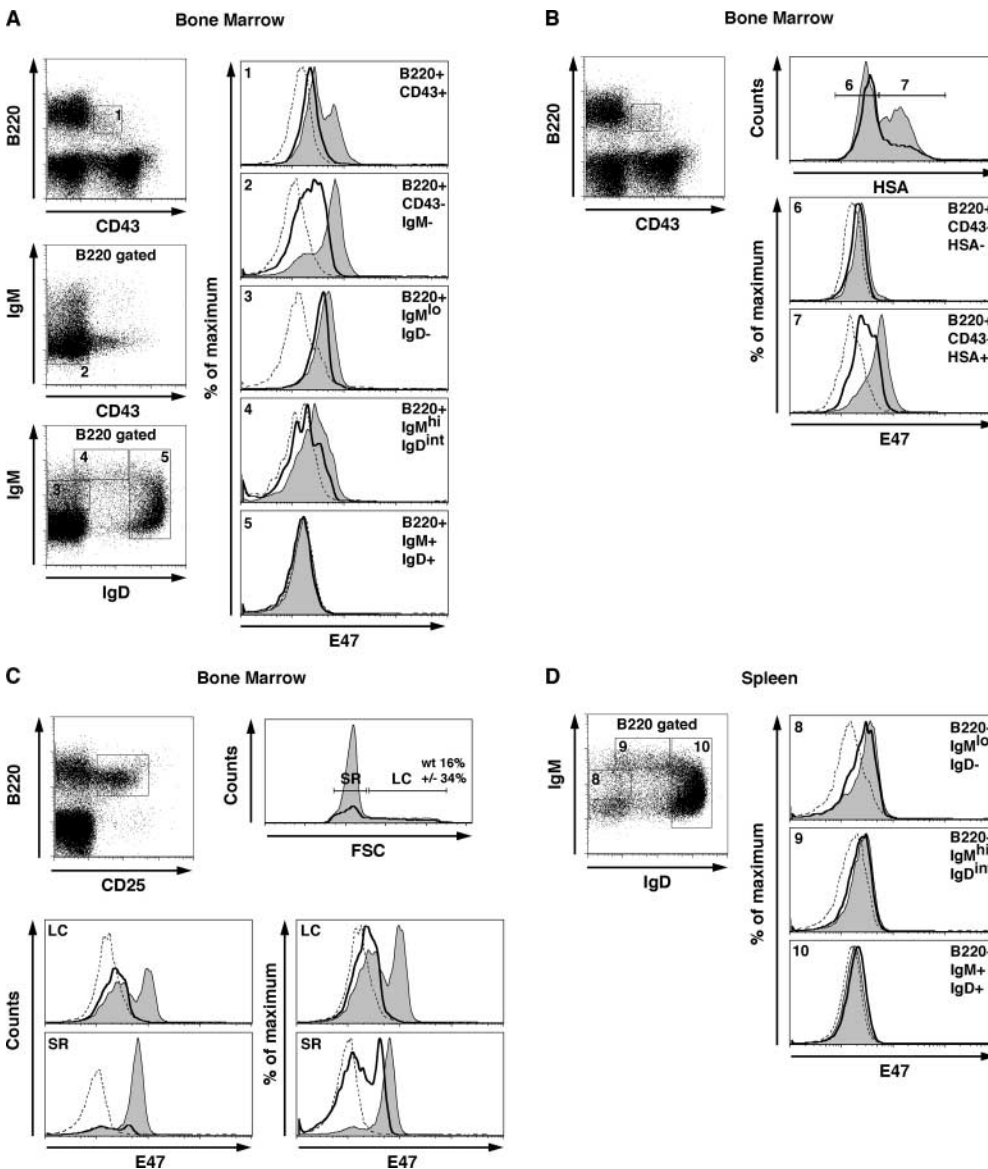 A
Bone Marrow
B220
1
CD43
B220 gated
IgM
2
CD43
B220 gated
IgM
4
5
3
IgD
% of maximum
1
B220+
CD43+
2
B220+
CD43-
IgM-
3
B220+
IgMlo
IgD-
4
B220+
IgMhi
IgDint
5
B220+
IgM+
IgD+
E47
B
Bone Marrow
B220
CD43
Counts
6
7
HSA
% of maximum
6
B220+
CD43-
HSA-
7
B220+
CD43-
HSA+
E47
C
Bone Marrow
B220
CD25
Counts
wt 16%
SR
LC
+/- 34%
FSC
Counts
LC
SR
E47
% of maximum
LC
SR
E47
D
Spleen
B220 gated
IgM
9
10
8
IgD
% of maximum
8
B220-
IgMlo
IgD-
9
B220-
IgMhi
IgDint
10
B220-
IgM+
IgD+
E47